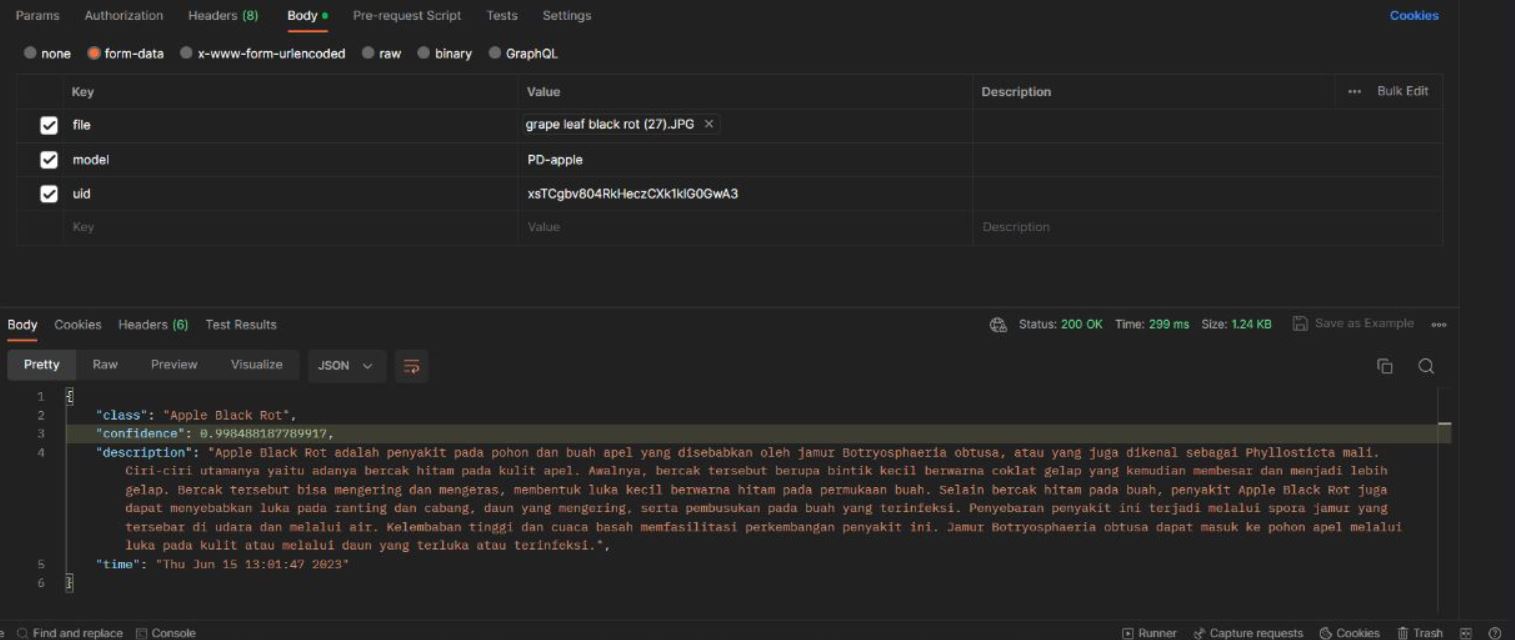 Params Authorization Headers (8) Body Pre-request Script Tests Settings Cookies
none form-data x-www-form-urlencoded raw binary GraphQL
Key Value Description ••• Bulk Edit
file grape leaf black rot (27).JPG ×
model PD-apple
uid xsTCgbv804RkHeczCXk1klG0GwA3
Key Value Description
Body Cookies Headers (6) Test Results Status: 200 OK Time: 299 ms Size: 1.24 KB Save as Example
Pretty Raw Preview Visualize JSON
1 {
2 "class": "Apple Black Rot",
3 "confidence": 0.998488187789917,
4 "description": "Apple Black Rot adalah penyakit pada pohon dan buah apel yang disebabkan oleh jamur Botryosphaeria obtusa, atau yang juga dikenal sebagai Phyllosticta mali.
Ciri-ciri utamanya yaitu adanya bercak hitam pada kulit apel. Awalnya, bercak tersebut berupa bintik kecil berwarna coklat gelap yang kemudian membesar dan menjadi lebih
gelap. Bercak tersebut bisa mengering dan mengeras, membentuk luka kecil berwarna hitam pada permukaan buah. Selain bercak hitam pada buah, penyakit Apple Black Rot juga
dapat menyebabkan luka pada ranting dan cabang, daun yang mengering, serta pembusukan pada buah yang terinfeksi. Penyebaran penyakit ini terjadi melalui spora jamur yang
tersebar di udara dan melalui air. Kelembaban tinggi dan cuaca basah memfasilitasi perkembangan penyakit ini. Jamur Botryosphaeria obtusa dapat masuk ke pohon apel melalui
luka pada kulit atau melalui daun yang terluka atau terinfeksi.",
5 "time": "Thu Jun 15 13:01:47 2023"
6 }
Find and replace Console Runner Capture requests Cookies Trash